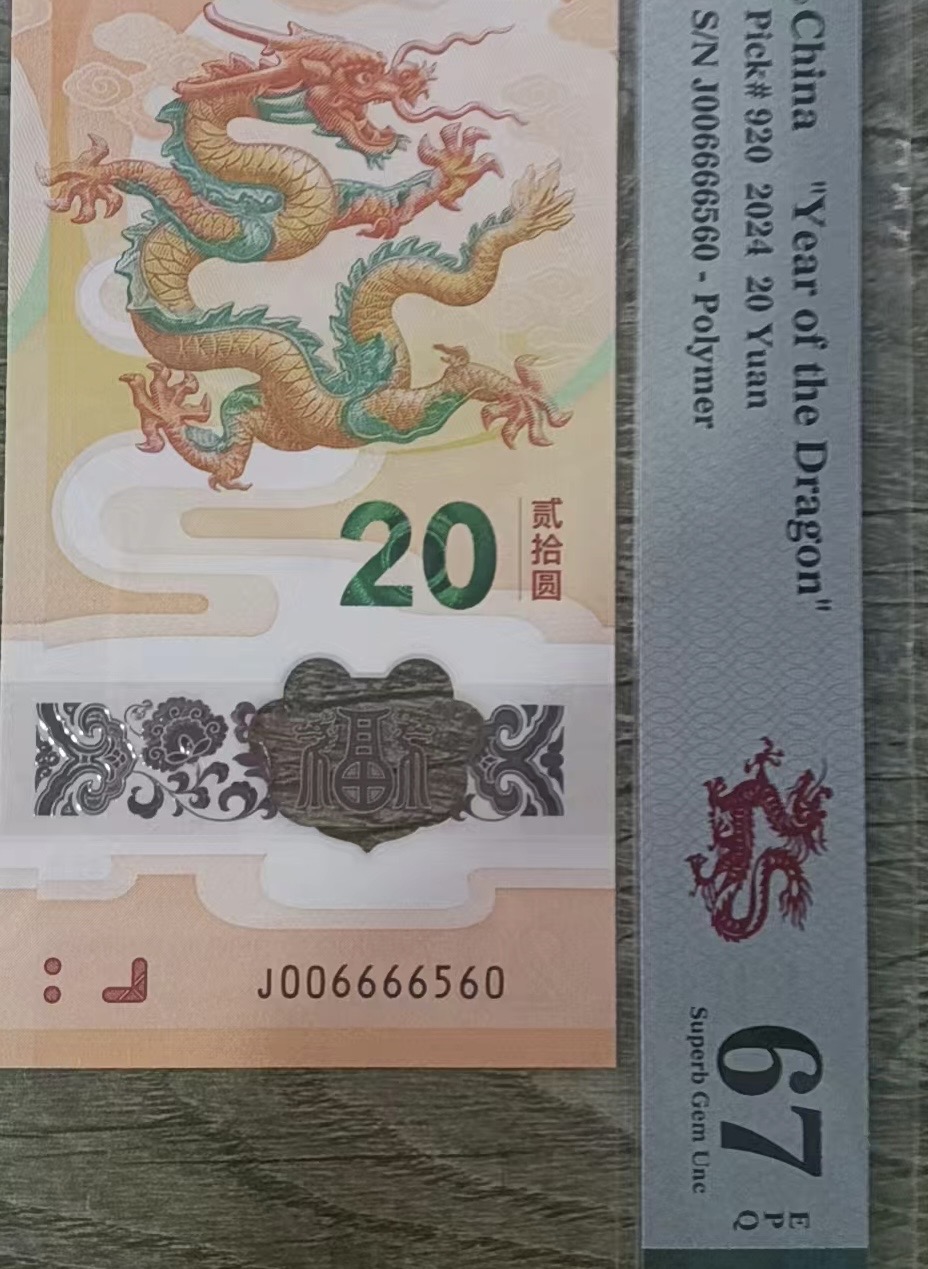 20
贰拾圆
福
J006666560
China "Year of the Dragon"
Pick# 920 2024 20 Yuan
S/N J006666560 - Polymer
67
EPQ
Superb Gem Unc